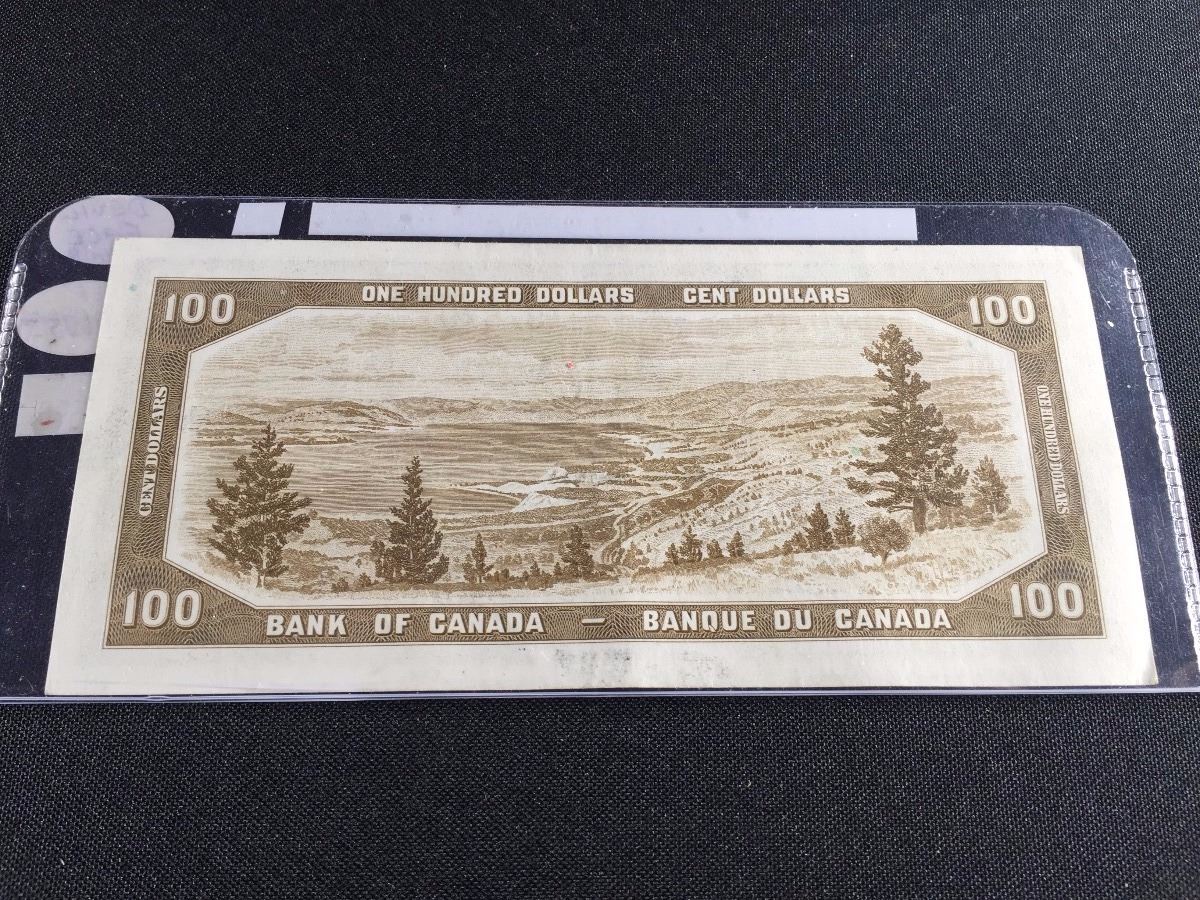 100 ONE HUNDRED DOLLARS CENT DOLLARS 100
CENT DOLLARS
ONE HUNDRED DOLLARS
100 BANK OF CANADA — BANQUE DU CANADA 100